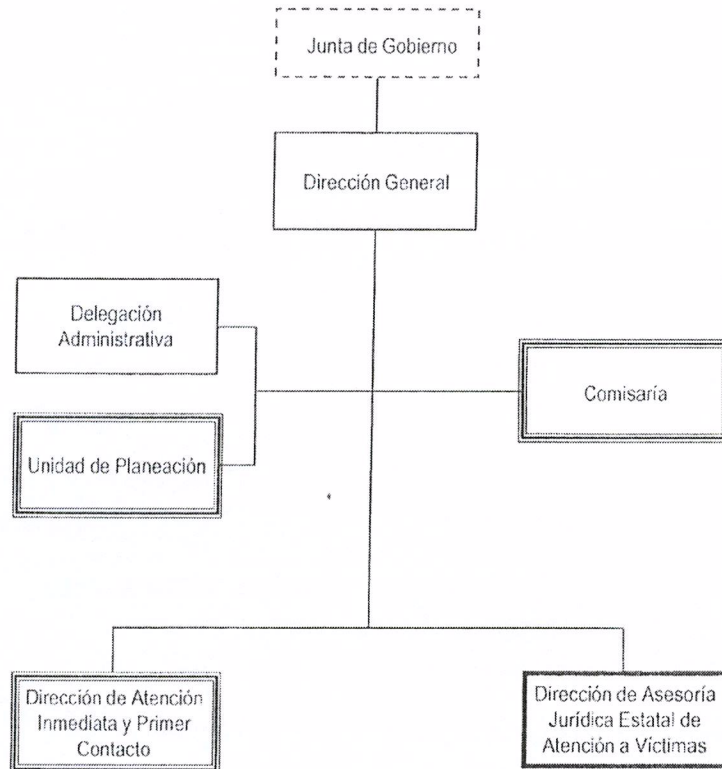 Junta de Gobierno
Dirección General
Delegación
Administrativa
Comisaría
Unidad de Planeación
Dirección de Atención
Inmediata y Primer
Contacto
Dirección de Asesoría
Jurídica Estatal de
Atención a Víctimas